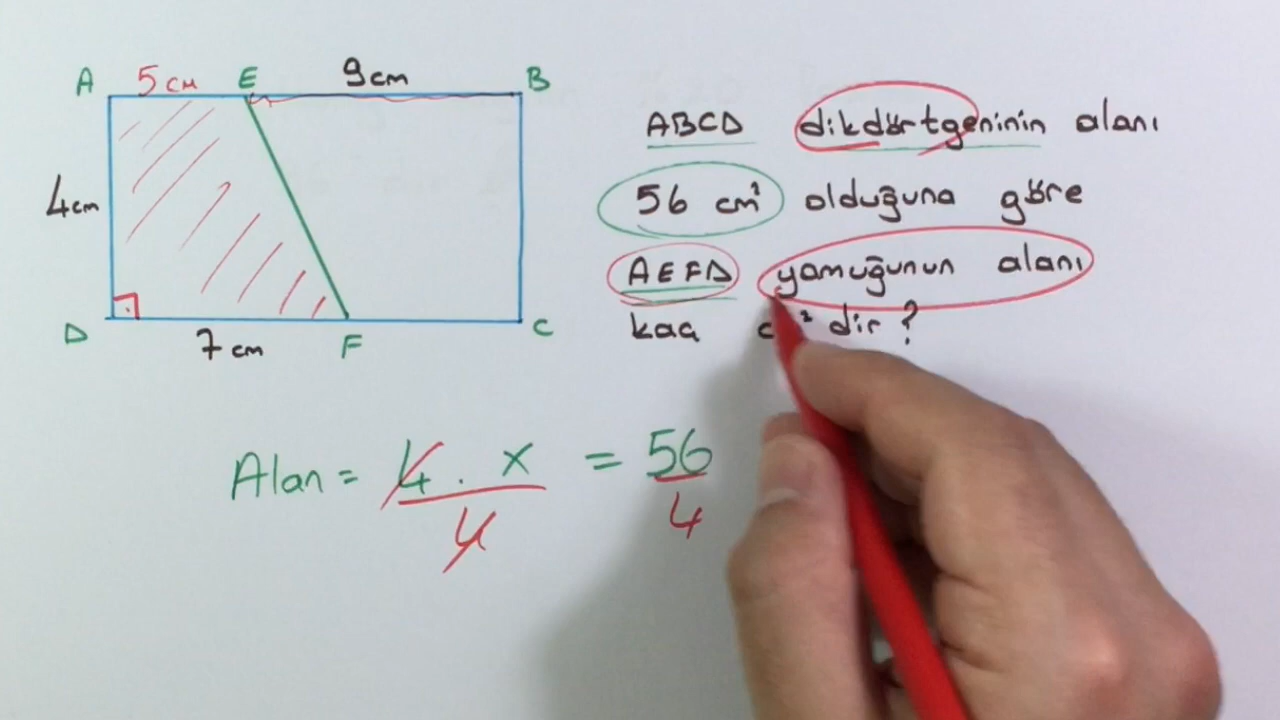 A 5 cm E 9cm B
4cm
D 7 cm F C
ABCD dikdörtgeninin alanı
56 cm² olduğuna göre
AEFD yamuğunun alanı
kaç c ² dir ?
Alan = 4 . x = 56
4 4